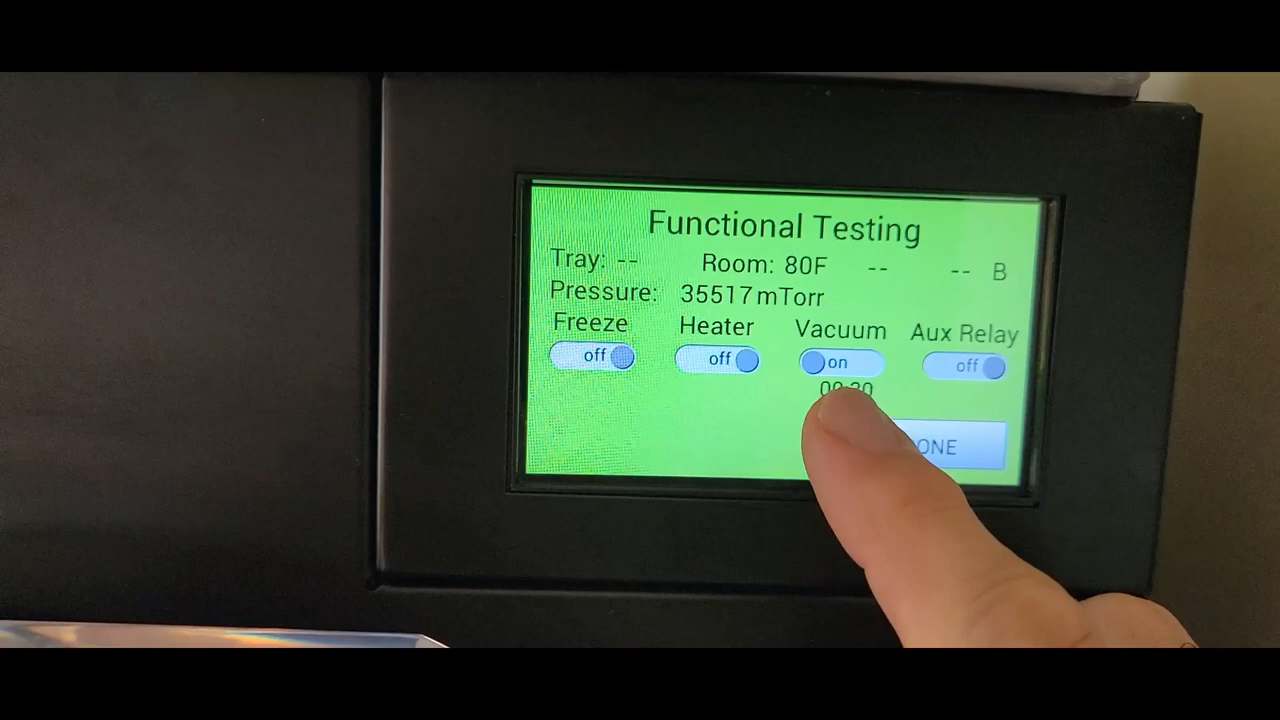 Functional Testing
Tray: -- Room: 80F -- -- B
Pressure: 35517 mTorr
Freeze Heater Vacuum Aux Relay
off off on off